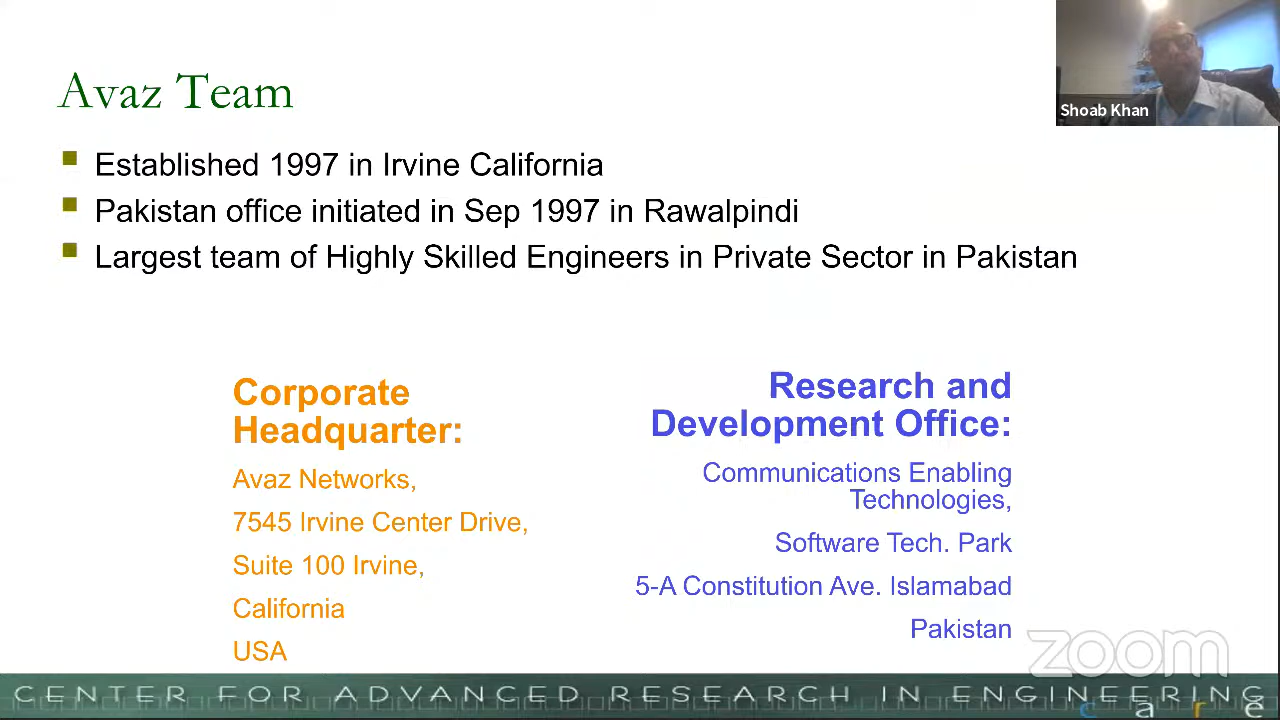 Avaz Team
Shoab Khan
Established 1997 in Irvine California
Pakistan office initiated in Sep 1997 in Rawalpindi
Largest team of Highly Skilled Engineers in Private Sector in Pakistan
Corporate
Headquarter:
Avaz Networks,
7545 Irvine Center Drive,
Suite 100 Irvine,
California
USA
Research and
Development Office:
Communications Enabling
Technologies,
Software Tech. Park
5-A Constitution Ave. Islamabad
Pakistan
zoom
CENTER FOR ADVANCED RESEARCH IN ENGINEERING
c a r e